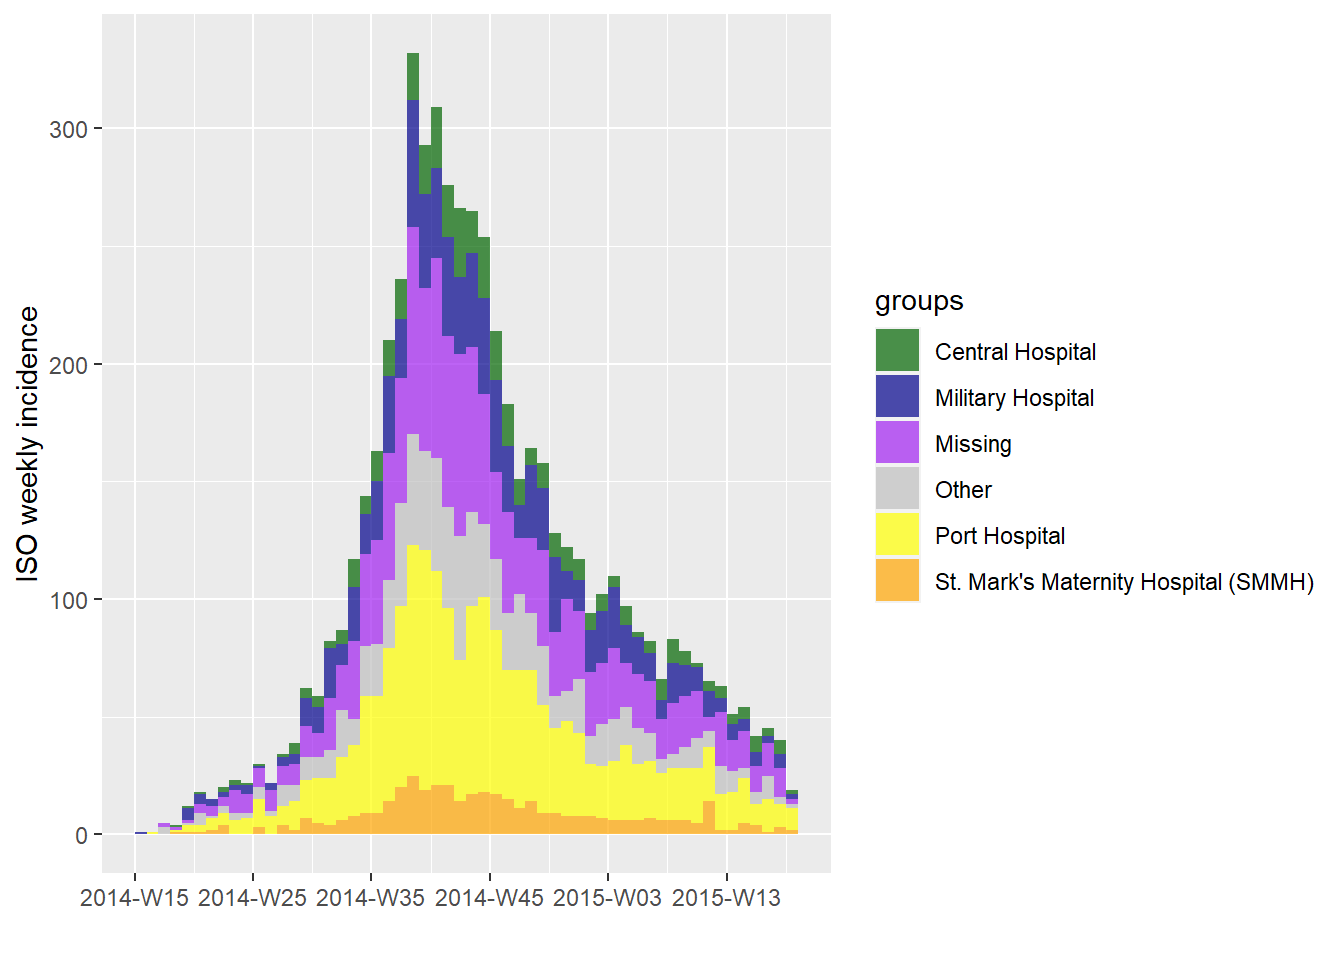 ISO weekly incidence
300
200
100
0
2014-W15 2014-W25 2014-W35 2014-W45 2015-W03 2015-W13
groups
Central Hospital
Military Hospital
Missing
Other
Port Hospital
St. Mark's Maternity Hospital (SMMH)